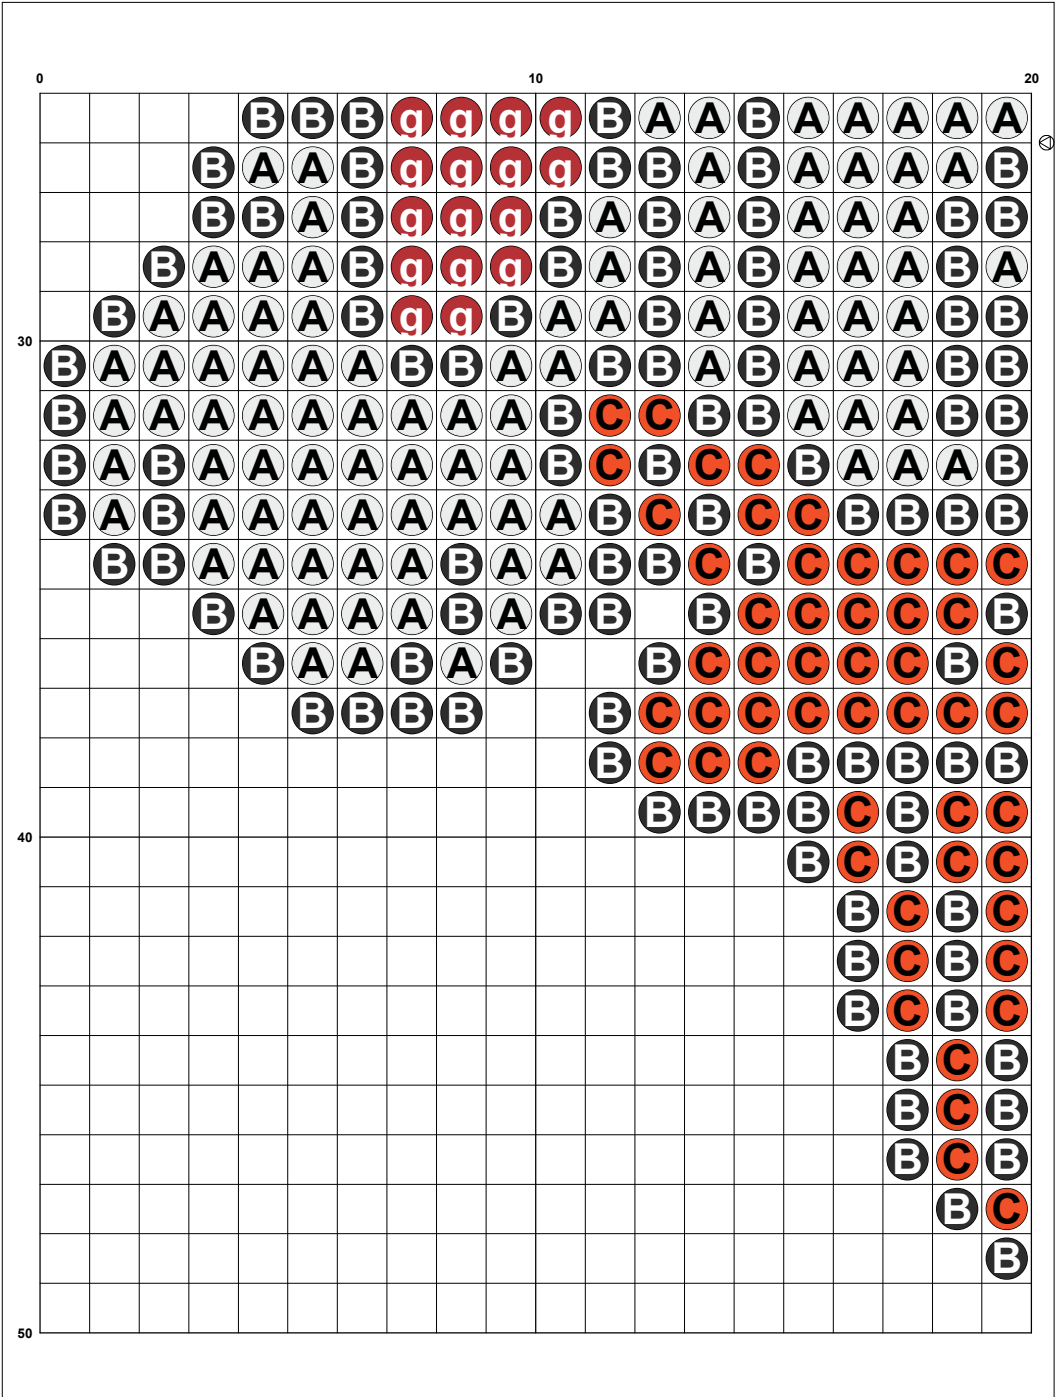 0 10 20
B B B g g g g B A A B A A A A A
B A A B g g g g B B A B A A A A B
B B A B g g g B A B A B A A A B B
B A A A B g g g B A B A B A A A B A
B A A A A B g g B A A B A B A A A B B
30
B A A A A A A B B A A B B A B A A A B B
B A A A A A A A A A B C C B B A A A B B
B A B A A A A A A A B C B C C B A A A B
B A B A A A A A A A A B C B C C B B B B
B B A A A A A B A A B B C B C C C C C
B A A A A B A B B B C C C C C B
B A A B A B B C C C C C B C
B B B B B C C C C C C C C
B C C C B B B B B
B B B B C B C C
40
B C B C C
B C B C
B C B C
B C B C
B C B
B C B
B C B
B C
B
50